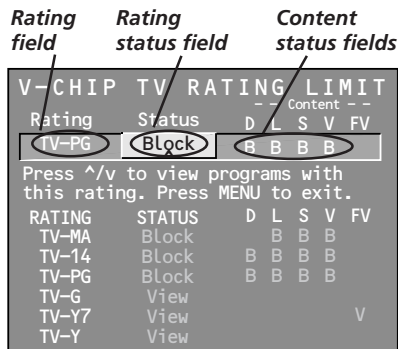 Rating field
Rating status field
Content status fields
V-CHIP TV RATING LIMIT
- - Content - -
Rating Status D L S V FV
TV-PG Block B B B B
Press ^/v to view programs with
this rating. Press MENU to exit.
RATING STATUS D L S V FV
TV-MA Block B B B
TV-14 Block B B B B
TV-PG Block B B B B
TV-G View
TV-Y7 View V
TV-Y View